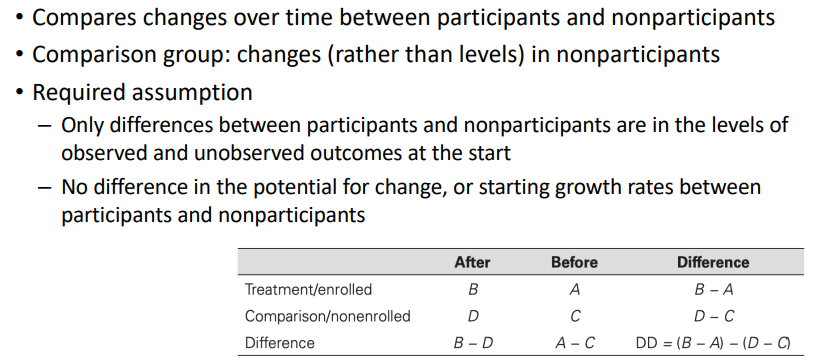 • Compares changes over time between participants and nonparticipants
• Comparison group: changes (rather than levels) in nonparticipants
• Required assumption
– Only differences between participants and nonparticipants are in the levels of
observed and unobserved outcomes at the start
– No difference in the potential for change, or starting growth rates between
participants and nonparticipants
After Before Difference
Treatment/enrolled B A B – A
Comparison/nonenrolled D C D – C
Difference B – D A – C DD = (B – A) – (D – C)